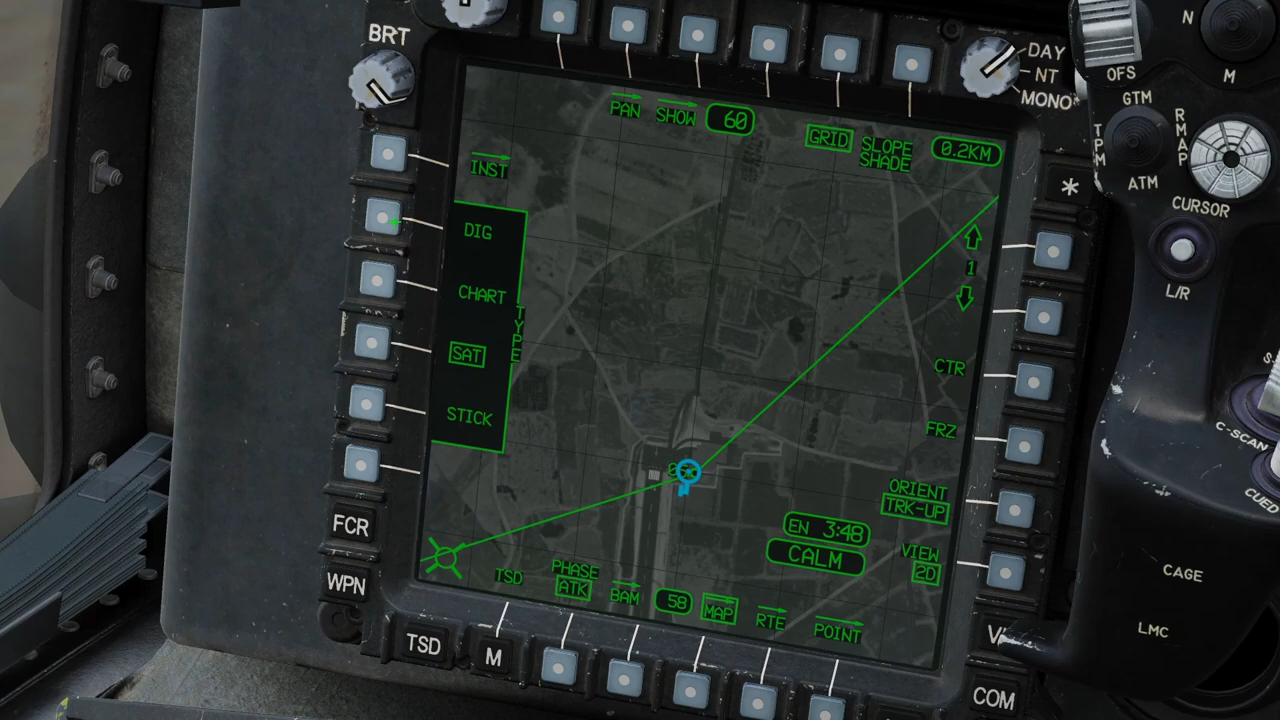 BRT
DAY
NT
MONO
OFS
N
M
GTM
TPM
RMAP
ATM
CURSOR
L/R
PAN
SHOW
60
GRID
SLOPE
SHADE
0.2KM
INST
*
DIG
1
CHART
TYPE
SAT
CTR
STICK
FRZ
C-SCAN
CUED
ORIENT
TRK-UP
EN 3:48
CALM
VIEW
2D
FCR
WPN
TSD
PHASE
ATK
BAM
58
MAP
RTE
POINT
CAGE
LMC
TSD
M
COM